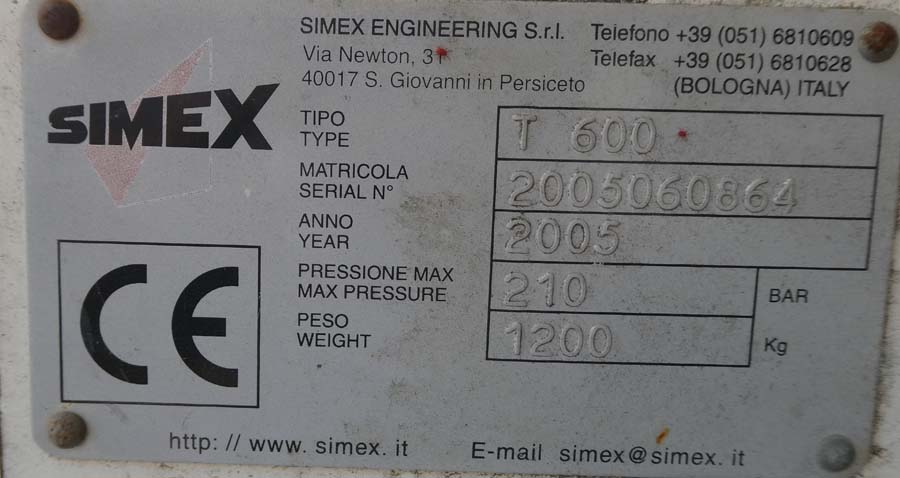 SIMEX ENGINEERING S.r.l. Telefono +39 (051) 6810609
Via Newton, 31 Telefax +39 (051) 6810628
40017 S. Giovanni in Persiceto (BOLOGNA) ITALY
SIMEX
TIPO
TYPE T 600
MATRICOLA
SERIAL N° 2005060864
ANNO
YEAR 2005
PRESSIONE MAX
MAX PRESSURE 210 BAR
PESO
WEIGHT 1200 Kg
CE
http: // www. simex. it E-mail simex@simex. it